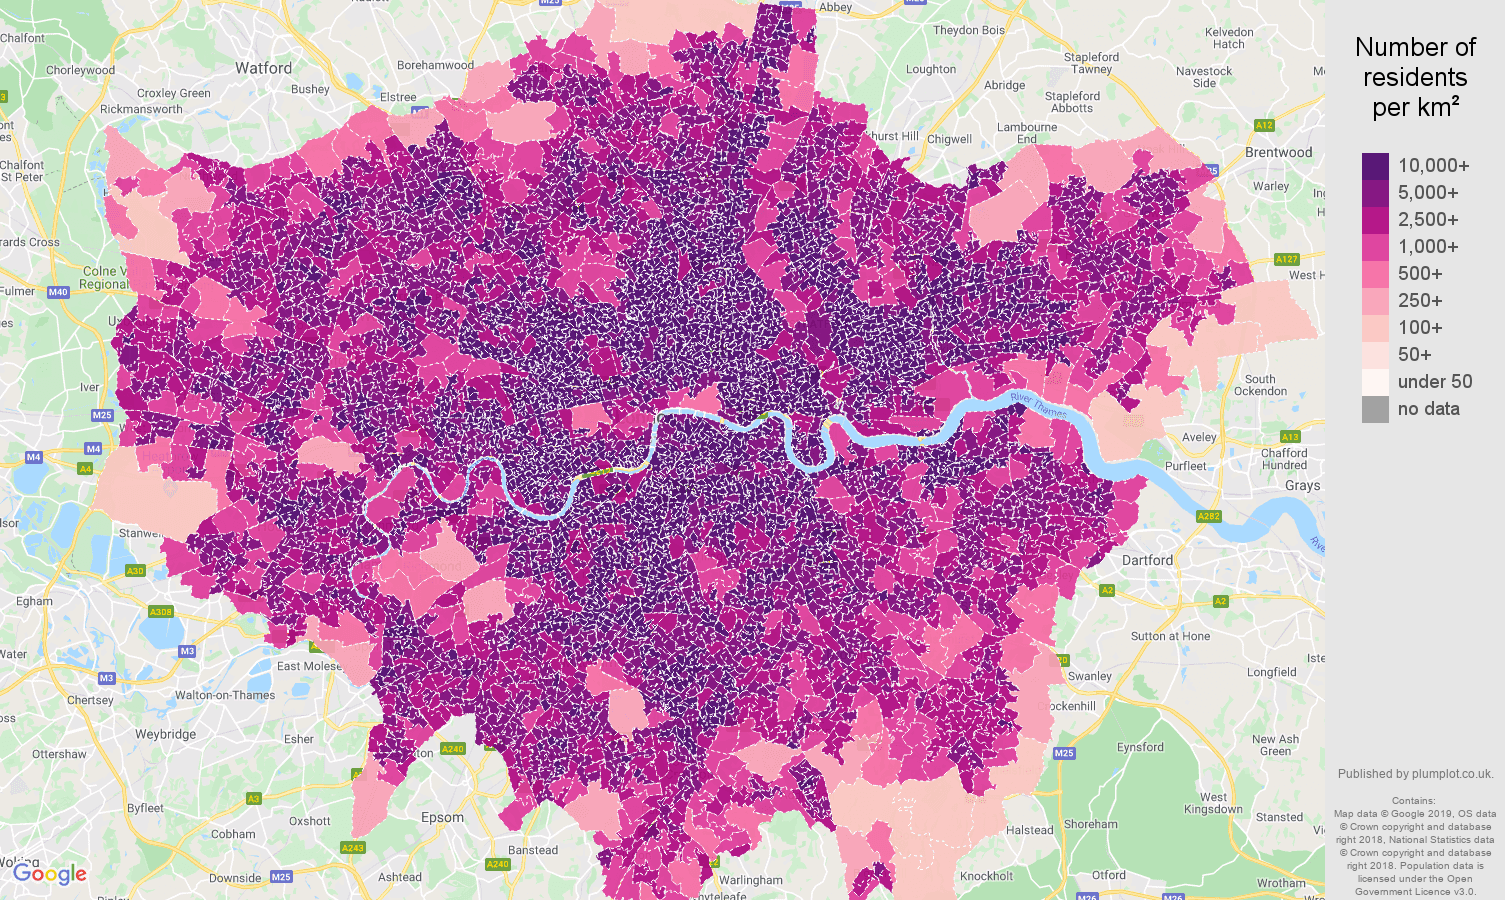 Number of
residents
per km²
10,000+
5,000+
2,500+
1,000+
500+
250+
100+
50+
under 50
no data
Published by plumplot.co.uk.
Contains:
Map data © Google 2019, OS data
© Crown copyright and database
right 2018, National Statistics data
© Crown copyright and database
right 2018. Population data is
licensed under the Open
Government Licence v3.0.
Abbey
Chalfont
Theydon Bois
Kelvedon
Hatch
Chorleywood
Watford
Borehamwood
Loughton
Stapleford
Tawney
Navestock
Side
Croxley Green
Bushey
Elstree
Abridge
Rickmansworth
Stapleford
Abbotts
Chigwell
Lambourne
End
A12
Brentwood
Chalfont
St Peter
Warley
Colne
Regional
A127
M40
Fulmer
Iver
South
Ockendon
M25
M4
M4
A4
River Thames
Aveley
A13
Chafford
Hundred
Purfleet
Grays
A282
A30
Dartford
Egham
A308
A2
A2
M3
Sutton at Hone
East Molesey
M3
Longfield
Chertsey
Walton-on-Thames
Swanley
Crockenhill
Weybridge
Esher
Ottershaw
A240
M25
Eynsford
New Ash
Green
A3
Byfleet
Oxshott
Epsom
West
Kingsdown
Cobham
Halstead
Shoreham
Stansted
A243
Banstead
A240
Google
Downside
M25
Ashtead
Warlingham
Knockholt
Otford
Wrotham